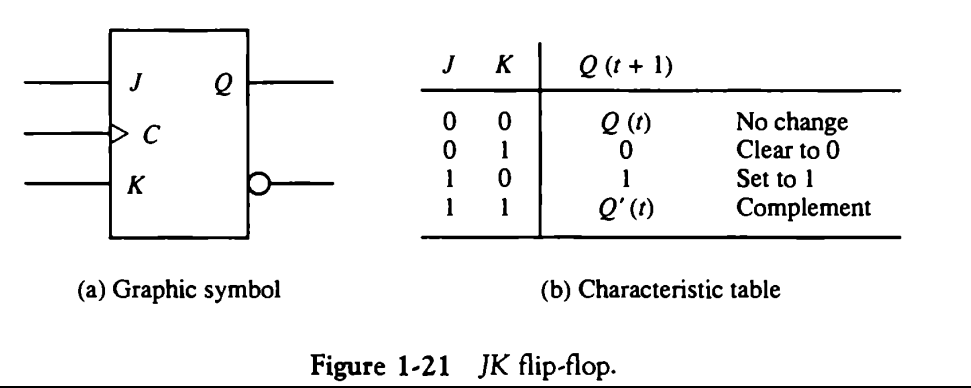 J Q
C
K
(a) Graphic symbol
J K Q (t + 1)
0 0 Q (t) No change
0 1 0 Clear to 0
1 0 1 Set to 1
1 1 Q' (t) Complement
(b) Characteristic table
Figure 1-21 JK flip-flop.